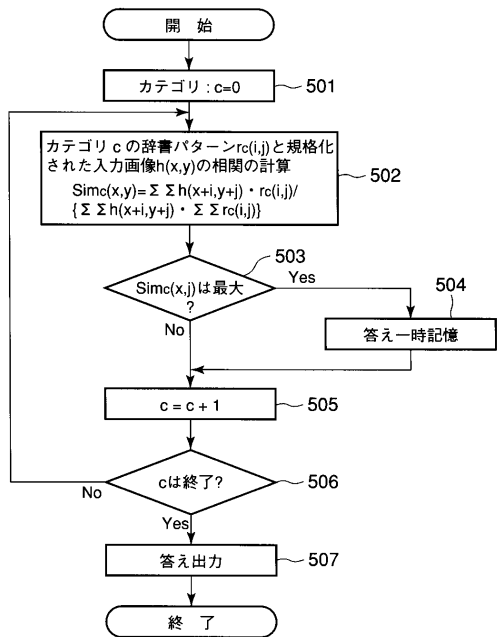 開 始
カテゴリ : c=0
501
カテゴリ c の辞書パターンrc(i,j)と規格化
された入力画像h(x,y)の相関の計算
Simc(x,y)=ΣΣh(x+i,y+j)・rc(i,j)/
{ΣΣh(x+i,y+j)・ΣΣrc(i,j)}
502
503
Simc(x,j)は最大
?
Yes
No
504
答え一時記憶
c = c + 1
505
cは終了?
506
No
Yes
答え出力
507
終 了